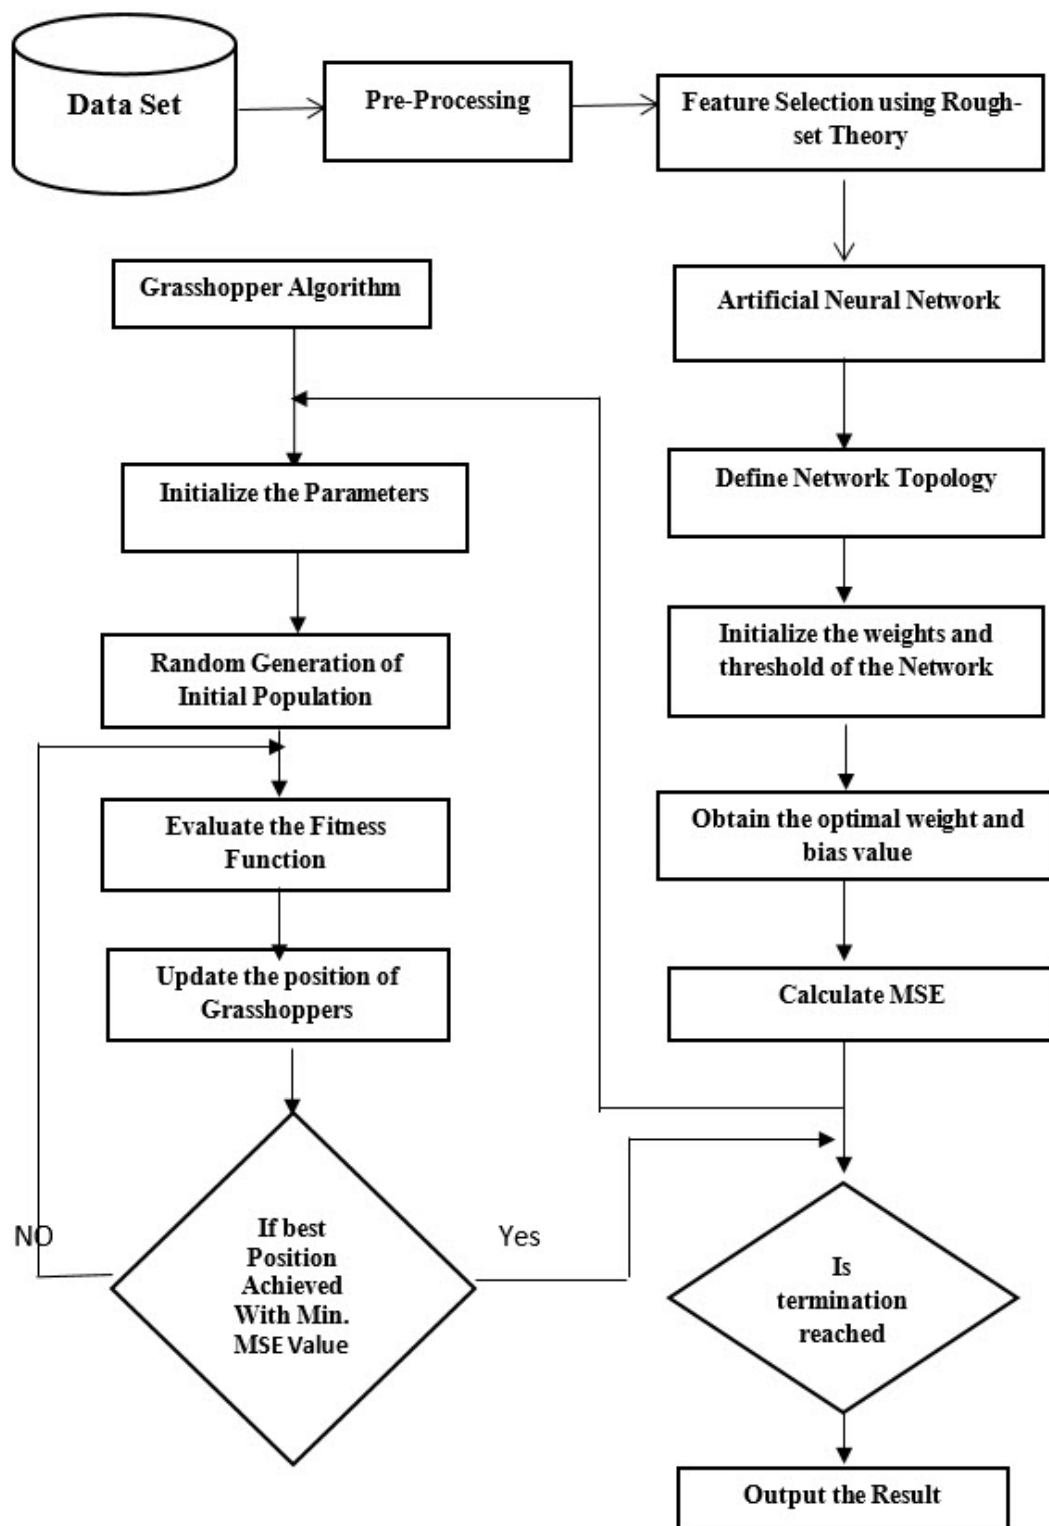 Data Set
Pre-Processing
Feature Selection using Rough-
set Theory
Grasshopper Algorithm
Artificial Neural Network
Initialize the Parameters
Define Network Topology
Random Generation of
Initial Population
Initialize the weights and
threshold of the Network
Evaluate the Fitness
Function
Obtain the optimal weight and
bias value
Update the position of
Grasshoppers
Calculate MSE
NO
If best
Position
Achieved
With Min.
MSE Value
Yes
Is
termination
reached
Output the Result